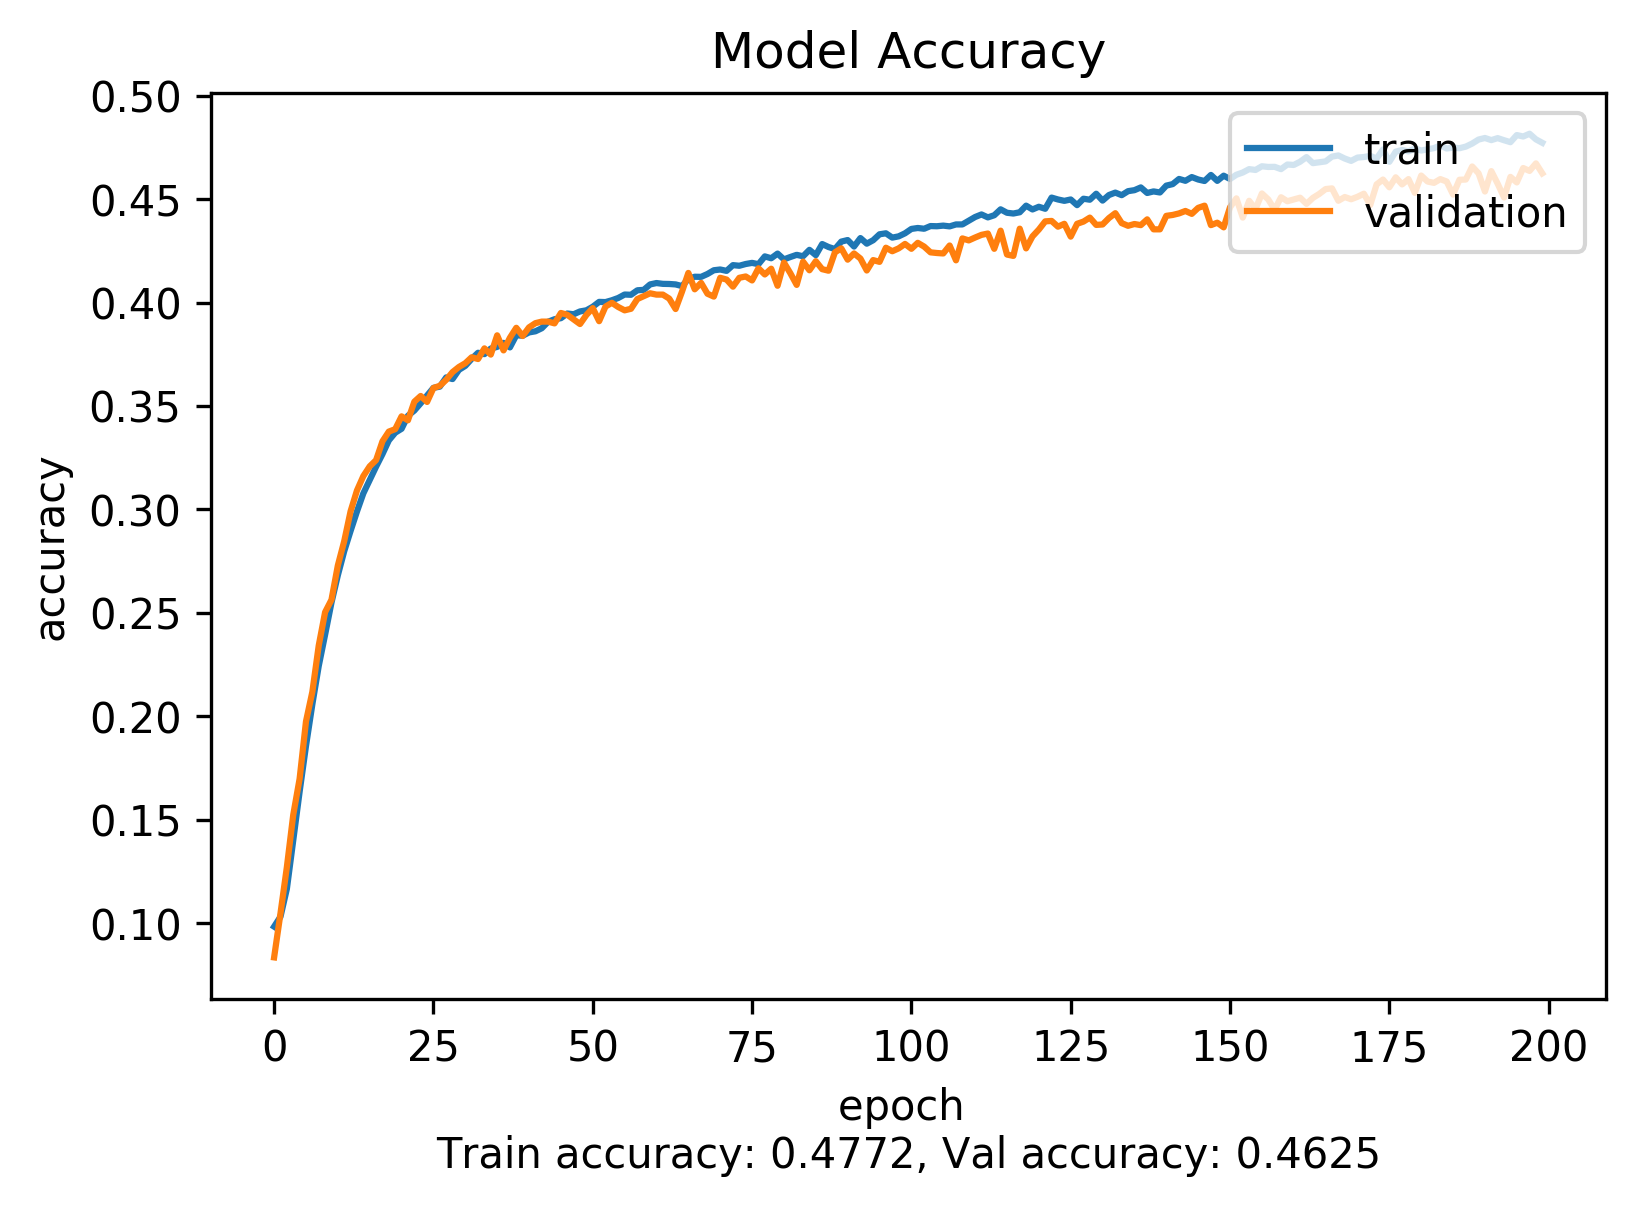 Model Accuracy
0.50
0.45
0.40
0.35
0.30
0.25
0.20
0.15
0.10
accuracy
train
validation
0 25 50 75 100 125 150 175 200
epoch
Train accuracy: 0.4772, Val accuracy: 0.4625